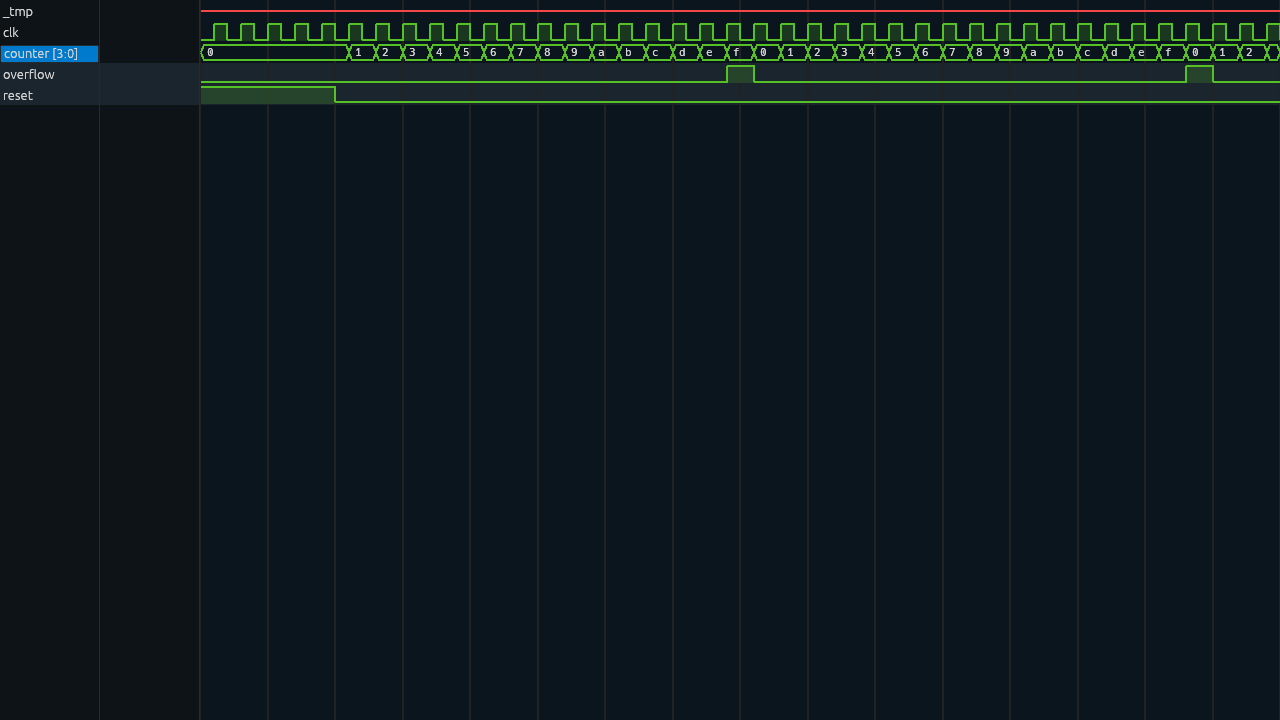 _tmp
clk
counter [3:0] 0 1 2 3 4 5 6 7 8 9 a b c d e f 0 1 2 3 4 5 6 7 8 9 a b c d e f 0 1 2
overflow
reset